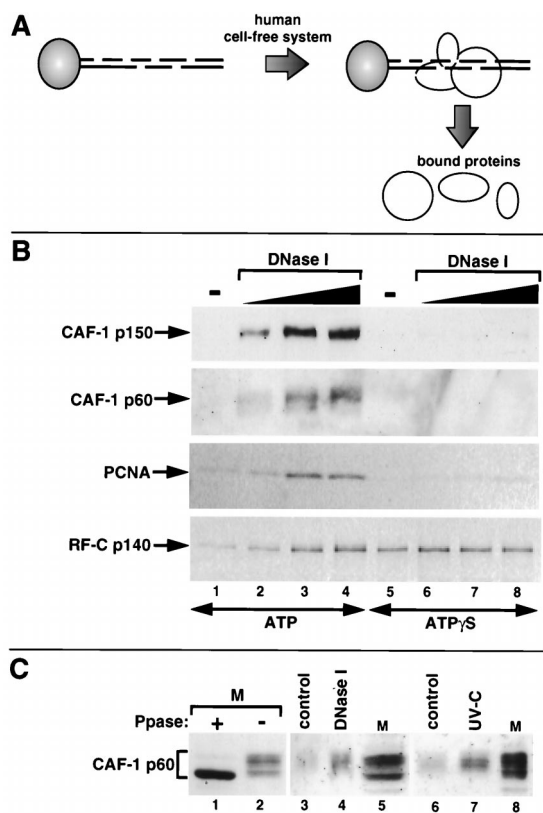 A
human
cell-free system
bound proteins
B
DNase I DNase I
- -
CAF-1 p150
CAF-1 p60
PCNA
RF-C p140
1 2 3 4 5 6 7 8
ATP ATPγS
C
M
Ppase: + - control DNase I M control UV-C M
CAF-1 p60
1 2 3 4 5 6 7 8